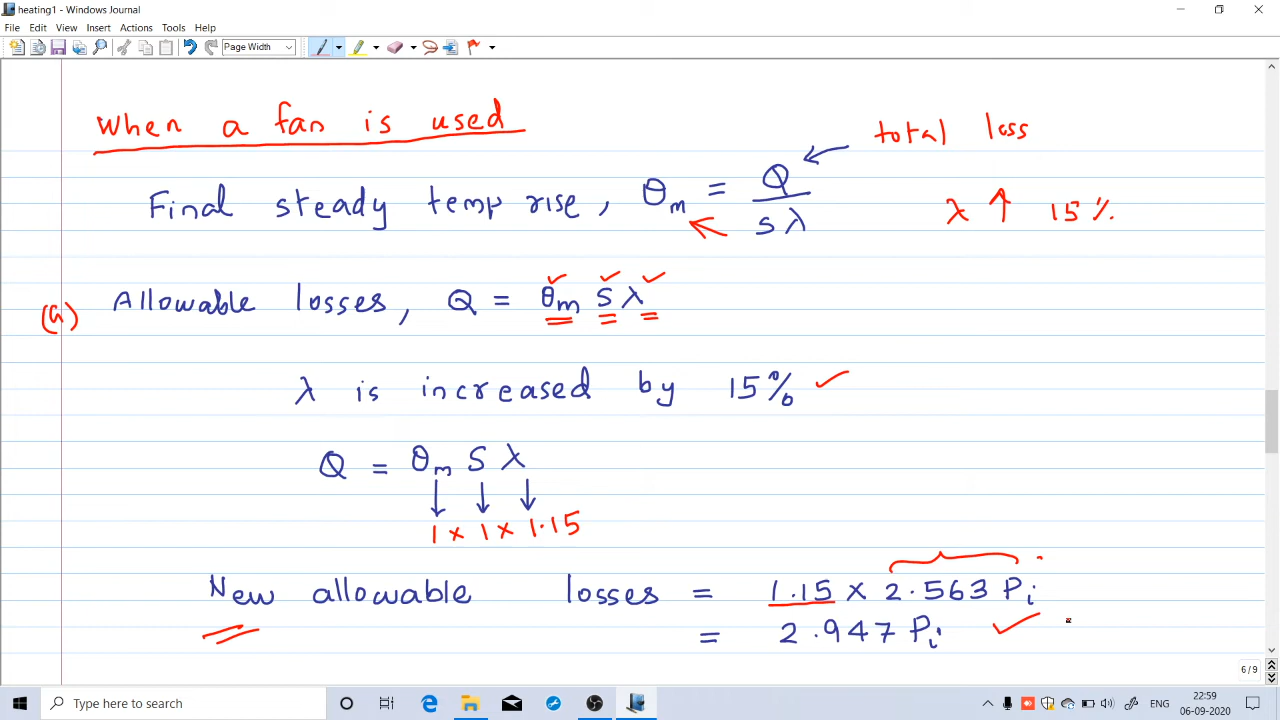 heating1 - Windows Journal
File Edit View Insert Actions Tools Help
Page Width
When a fan is used
total loss
Final steady temp rise, θm = Q / sλ
λ ↑ 15%
(a) Allowable losses, Q = θm S λ
λ is increased by 15%
Q = θm S λ
1 × 1 × 1.15
New allowable losses = 1.15 × 2.563 Pi
= 2.947 Pi
6/9
Type here to search
ENG
22:59
06-09-2020